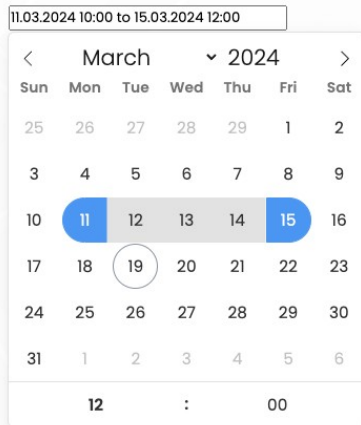 11.03.2024 10:00 to 15.03.2024 12:00
March 2024
Sun Mon Tue Wed Thu Fri Sat
25 26 27 28 29 1 2
3 4 5 6 7 8 9
10 11 12 13 14 15 16
17 18 19 20 21 22 23
24 25 26 27 28 29 30
31 1 2 3 4 5 6
12 : 00